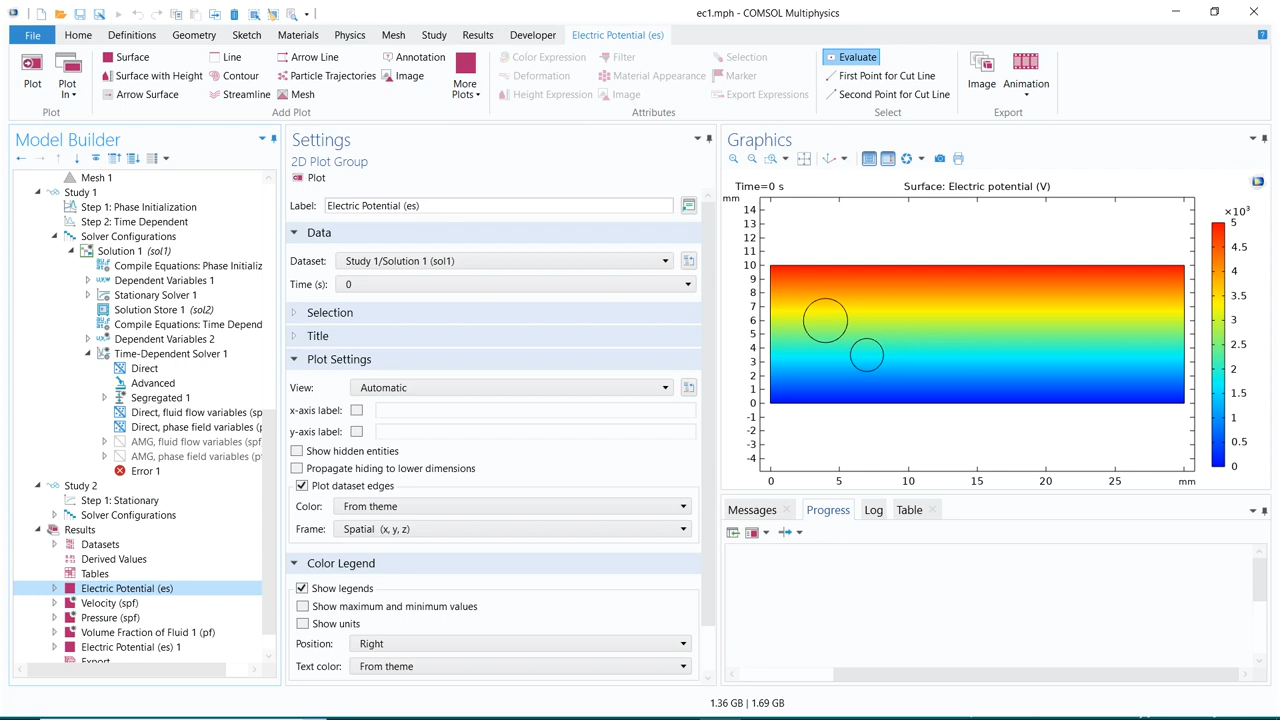 ec1.mph - COMSOL Multiphysics
File Home Definitions Geometry Sketch Materials Physics Mesh Study Results Developer Electric Potential (es)
Plot
Plot In
Plot
Surface Line Arrow Line Annotation
Surface with Height Contour Particle Trajectories Image
Arrow Surface Streamline Mesh
More Plots
Add Plot
Color Expression Filter Selection
Deformation Material Appearance Marker
Height Expression Image Export Expressions
Attributes
Evaluate
First Point for Cut Line
Second Point for Cut Line
Select
Image Animation
Export
Model Builder
Mesh 1
Study 1
Step 1: Phase Initialization
Step 2: Time Dependent
Solver Configurations
Solution 1 (sol1)
Compile Equations: Phase Initializ
Dependent Variables 1
Stationary Solver 1
Solution Store 1 (sol2)
Compile Equations: Time Depend
Dependent Variables 2
Time-Dependent Solver 1
Direct
Advanced
Segregated 1
Direct, fluid flow variables (sp
Direct, phase field variables (p
AMG, fluid flow variables (spf
AMG, phase field variables (pf
Error 1
Study 2
Step 1: Stationary
Solver Configurations
Results
Datasets
Derived Values
Tables
Electric Potential (es)
Velocity (spf)
Pressure (spf)
Volume Fraction of Fluid 1 (pf)
Electric Potential (es) 1
Export
Settings
2D Plot Group
Plot
Label: Electric Potential (es)
Data
Dataset: Study 1/Solution 1 (sol1)
Time (s): 0
Selection
Title
Plot Settings
View: Automatic
x-axis label:
y-axis label:
Show hidden entities
Propagate hiding to lower dimensions
Plot dataset edges
Color: From theme
Frame: Spatial (x, y, z)
Color Legend
Show legends
Show maximum and minimum values
Show units
Position: Right
Text color: From theme
Graphics
Time=0 s Surface: Electric potential (V)
mm
14
13
12
11
10
9
8
7
6
5
4
3
2
1
0
-1
-2
-3
-4
0 5 10 15 20 25 mm
×10³
5
4.5
4
3.5
3
2.5
2
1.5
1
0.5
0
Messages Progress Log Table
1.36 GB | 1.69 GB